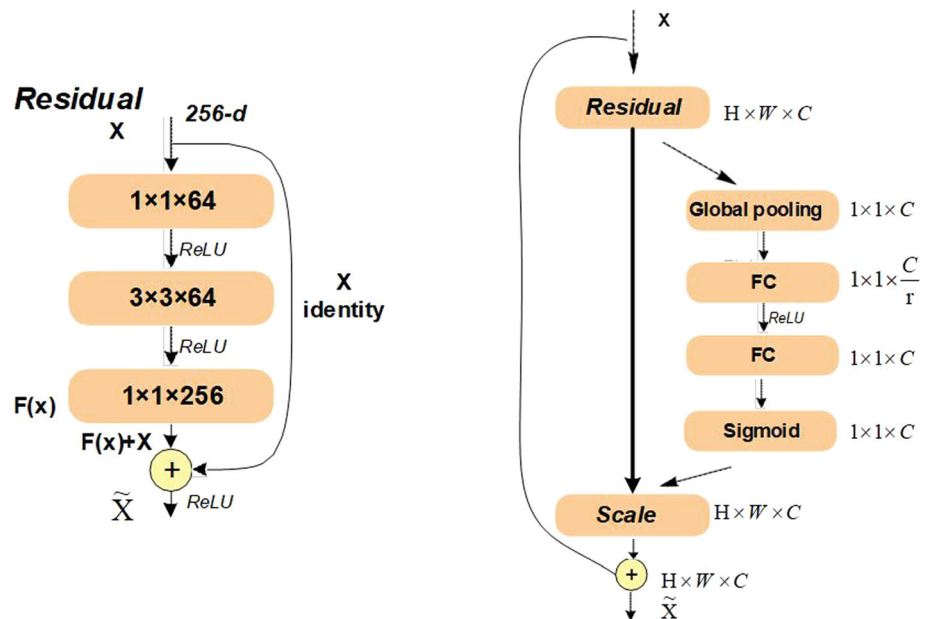 Residual
X
256-d
1×1×64
ReLU
3×3×64
ReLU
X
identity
1×1×256
F(x)
F(x)+X
+
X̃
ReLU
X
Residual
H×W×C
Global pooling
1×1×C
FC
1×1×C/r
ReLU
FC
1×1×C
Sigmoid
1×1×C
Scale
H×W×C
+
H×W×C
X̃